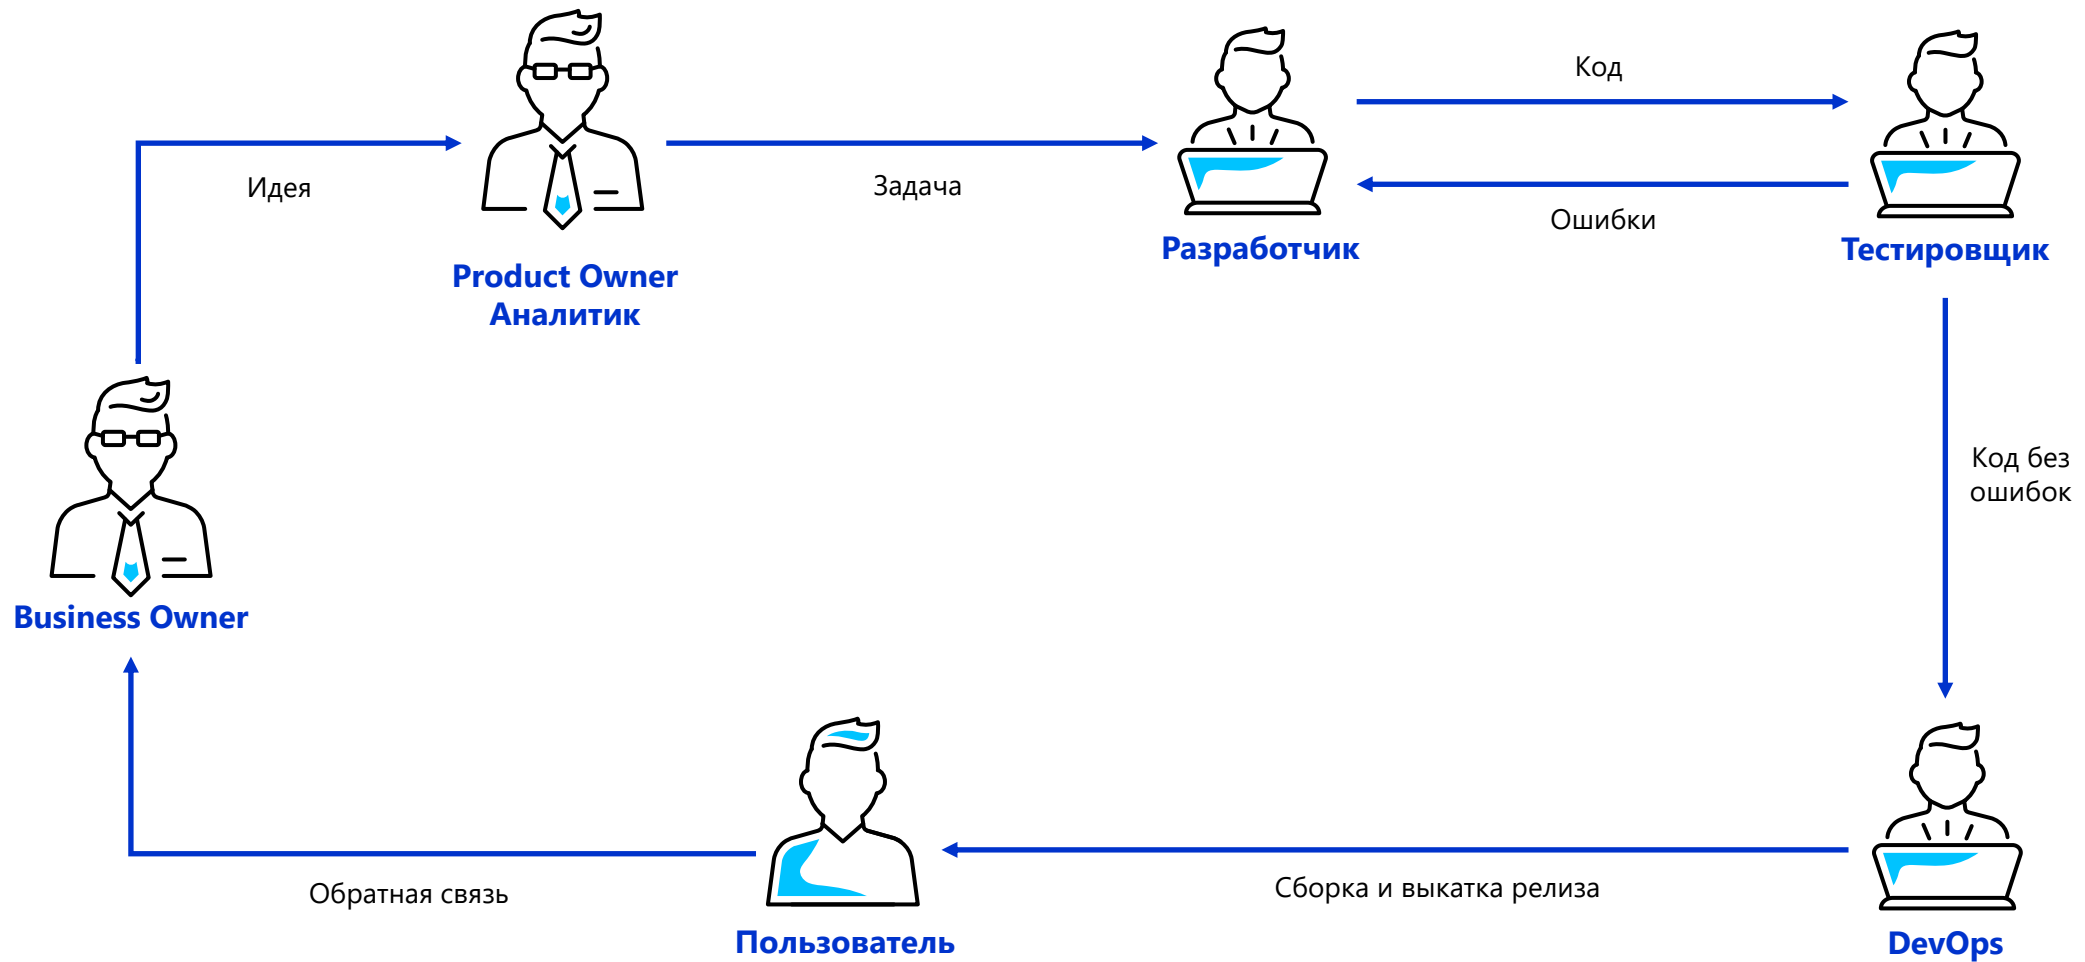 Код
Идея
Задача
Ошибки
Разработчик
Тестировщик
Product Owner
Аналитик
Код без
ошибок
Business Owner
Обратная связь
Сборка и выкатка релиза
Пользователь
DevOps